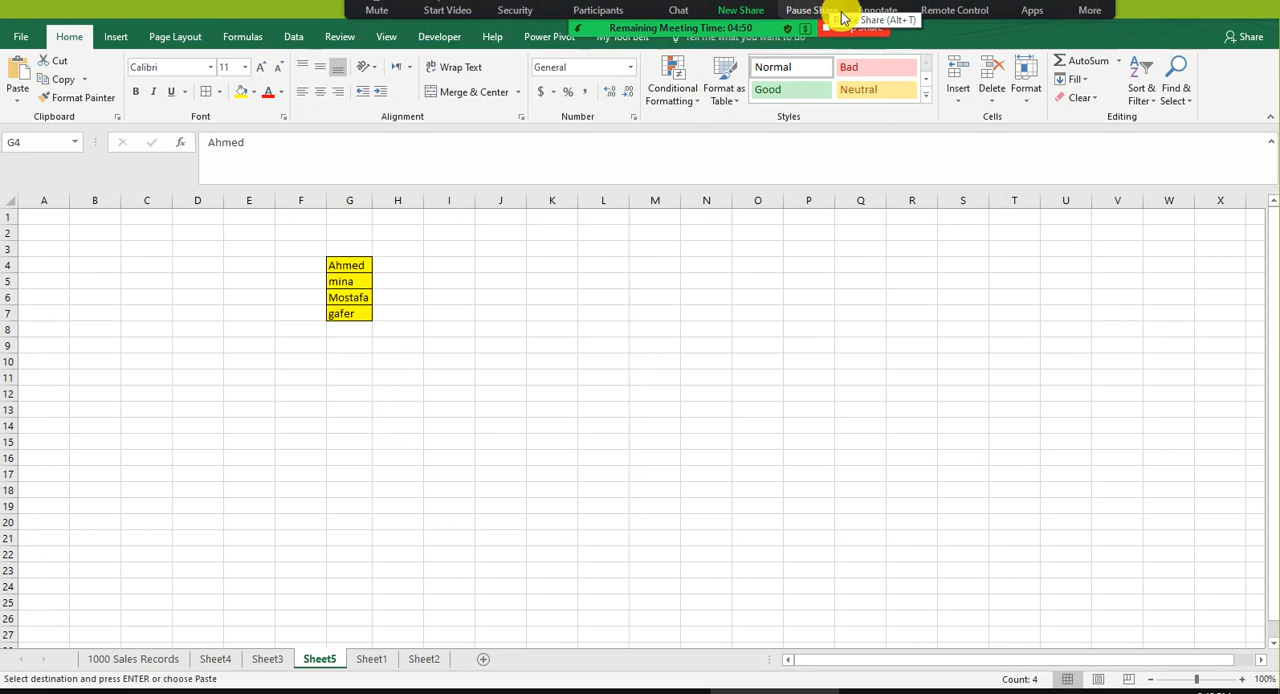 Mute Start Video Security Participants Chat New Share Pause Share Annotate Remote Control Apps More
Pause Share (Alt+T)
Remaining Meeting Time: 04:50
File Home Insert Page Layout Formulas Data Review View Developer Help Power Pivot My Tool Belt Tell me what you want to do Share
Cut
Copy
Format Painter
Paste
Clipboard
Calibri 11
B I U
Font
Wrap Text
Merge & Center
Alignment
General
$ % ,
Number
Conditional Formatting
Format as Table
Normal Bad
Good Neutral
Styles
Insert Delete Format
Cells
AutoSum
Fill
Clear
Sort & Filter
Find & Select
Editing
G4 fx Ahmed
A B C D E F G H I J K L M N O P Q R S T U V W X
1
2
3
4 Ahmed
5 mina
6 Mostafa
7 gafer
8
9
10
11
12
13
14
15
16
17
18
19
20
21
22
23
24
25
26
27
1000 Sales Records Sheet4 Sheet3 Sheet5 Sheet1 Sheet2
Select destination and press ENTER or choose Paste Count: 4 100%